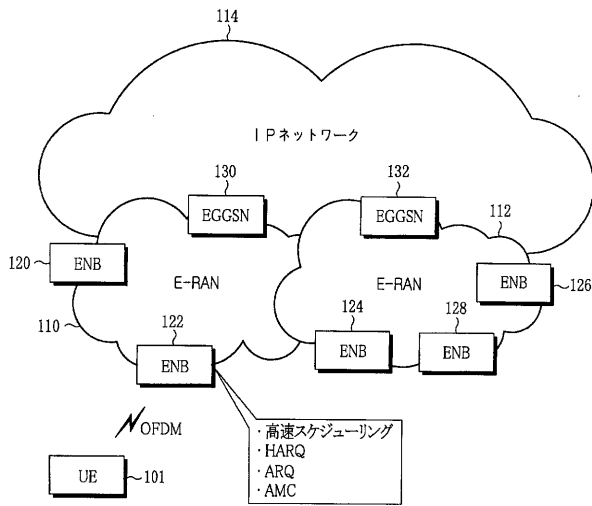 114
IPネットワーク
130
132
EGGSN
EGGSN
112
120
ENB
E-RAN
E-RAN
ENB
126
110
122
124
128
ENB
ENB
ENB
OFDM
・高速スケジューリング
・HARQ
・ARQ
・AMC
UE
101